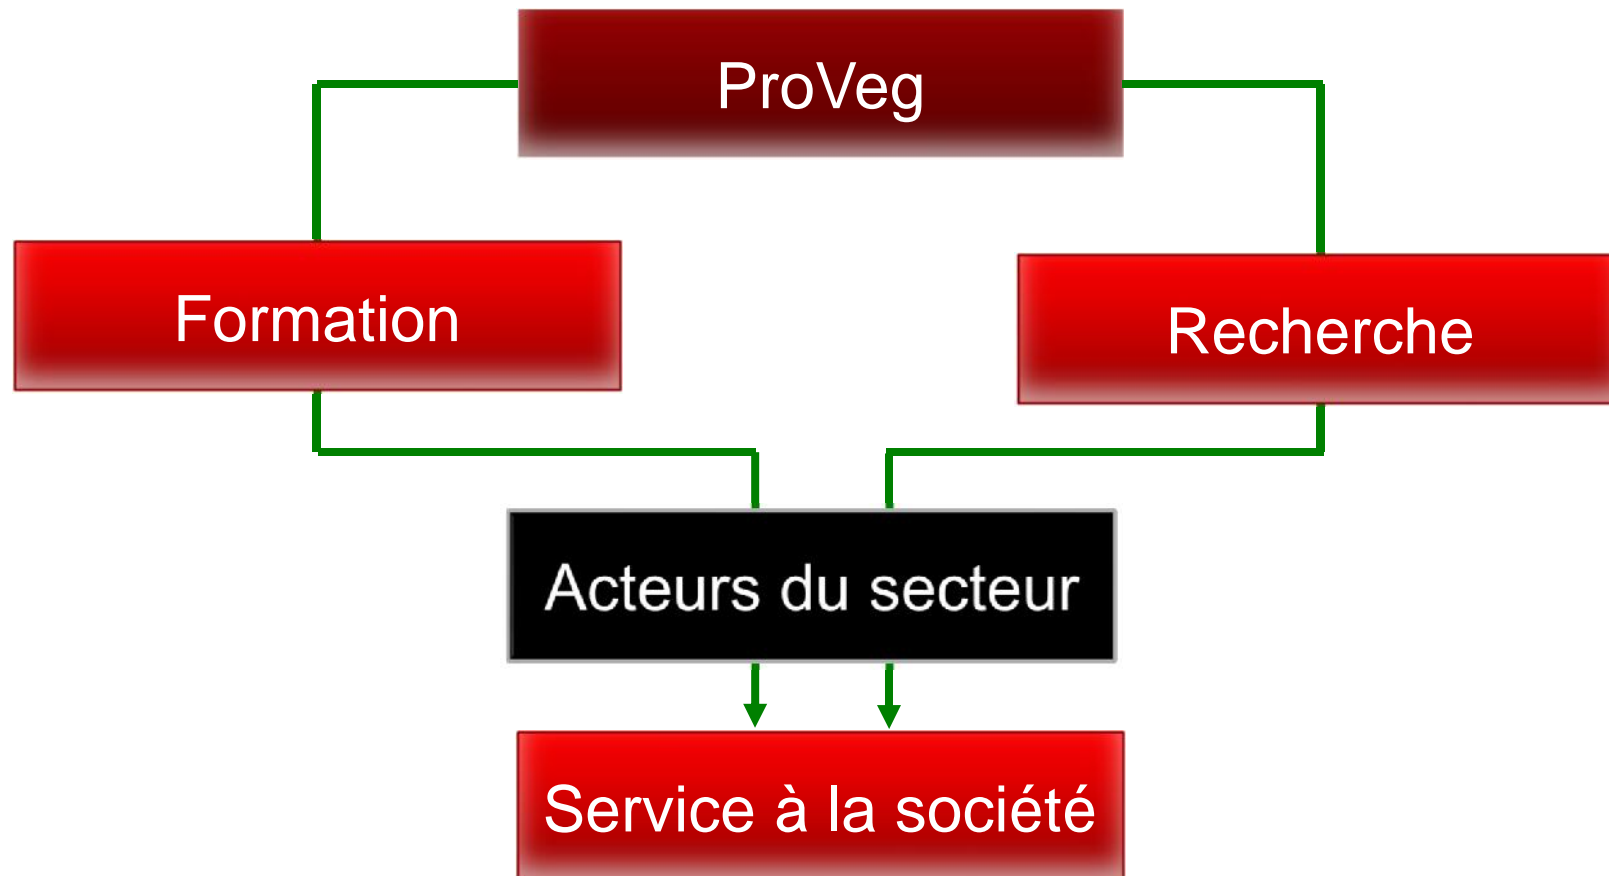 ProVeg
Formation
Recherche
Acteurs du secteur
Service à la société